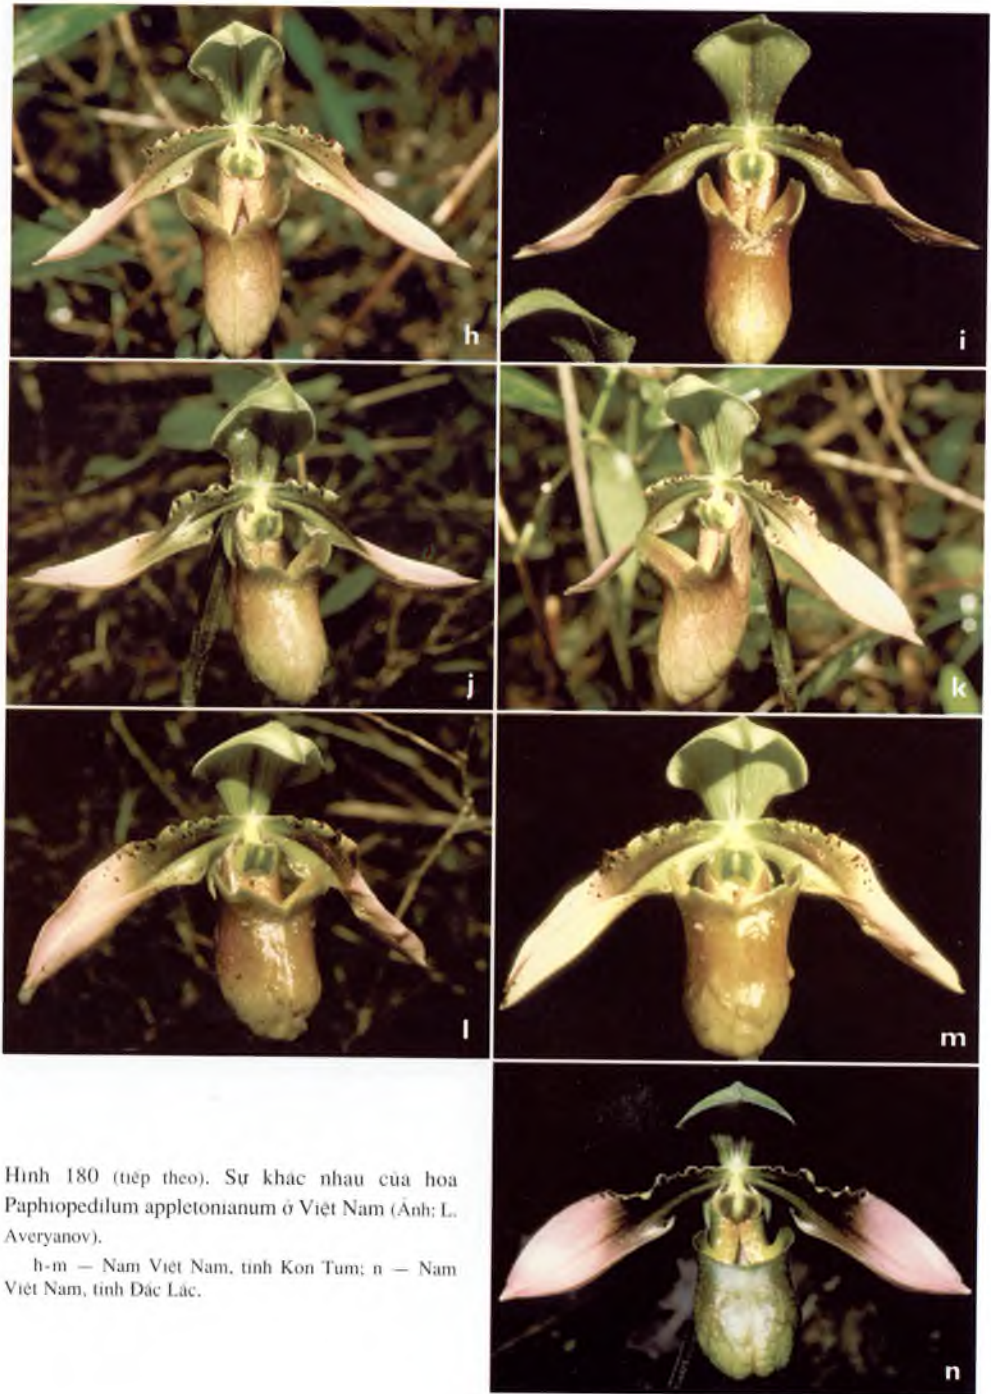 h
i
j
k
l
m
n
Hình 180 (tiếp theo). Sự khác nhau của hoa
Paphiopedilum appletonianum ở Việt Nam (Ảnh: L.
Averyanov).
h-m — Nam Việt Nam, tỉnh Kon Tum; n — Nam
Việt Nam, tỉnh Đắc Lắc.